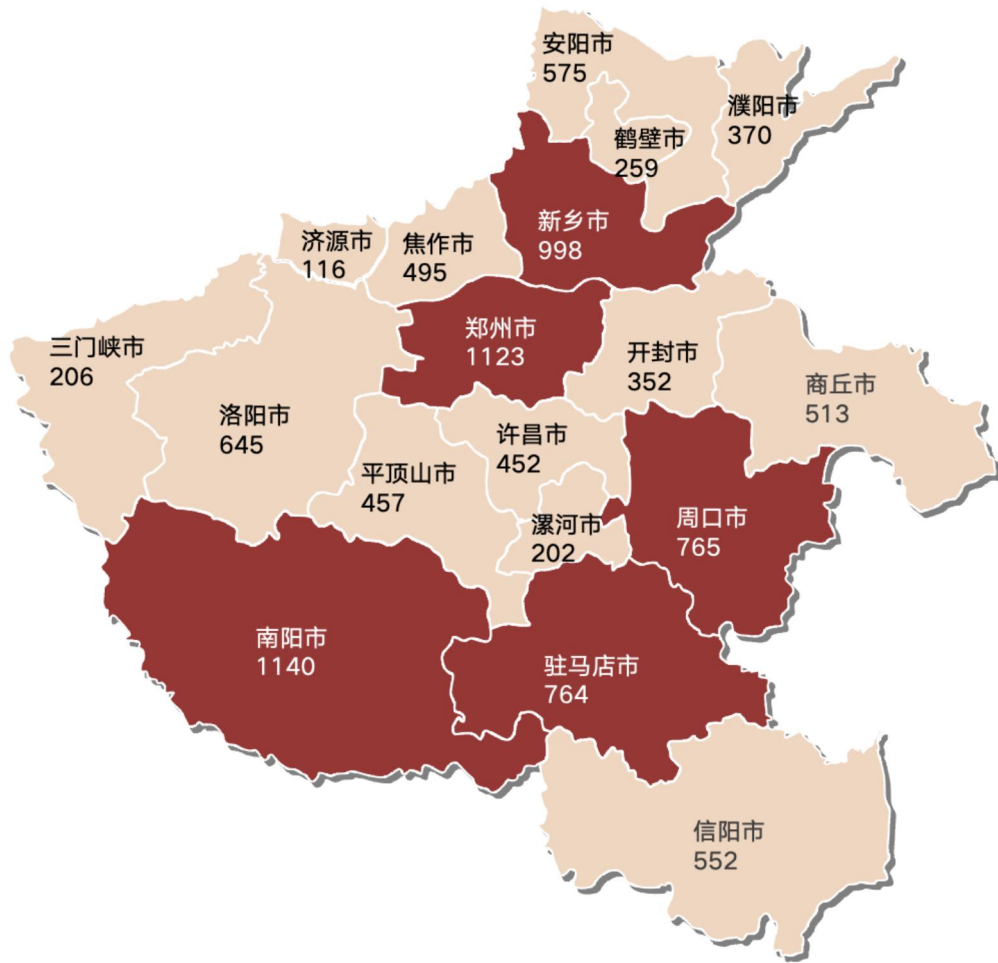 安阳市
575
濮阳市
370
鹤壁市
259
新乡市
998
济源市
116
焦作市
495
郑州市
1123
三门峡市
206
开封市
352
商丘市
513
洛阳市
645
许昌市
452
平顶山市
457
漯河市
202
周口市
765
南阳市
1140
驻马店市
764
信阳市
552